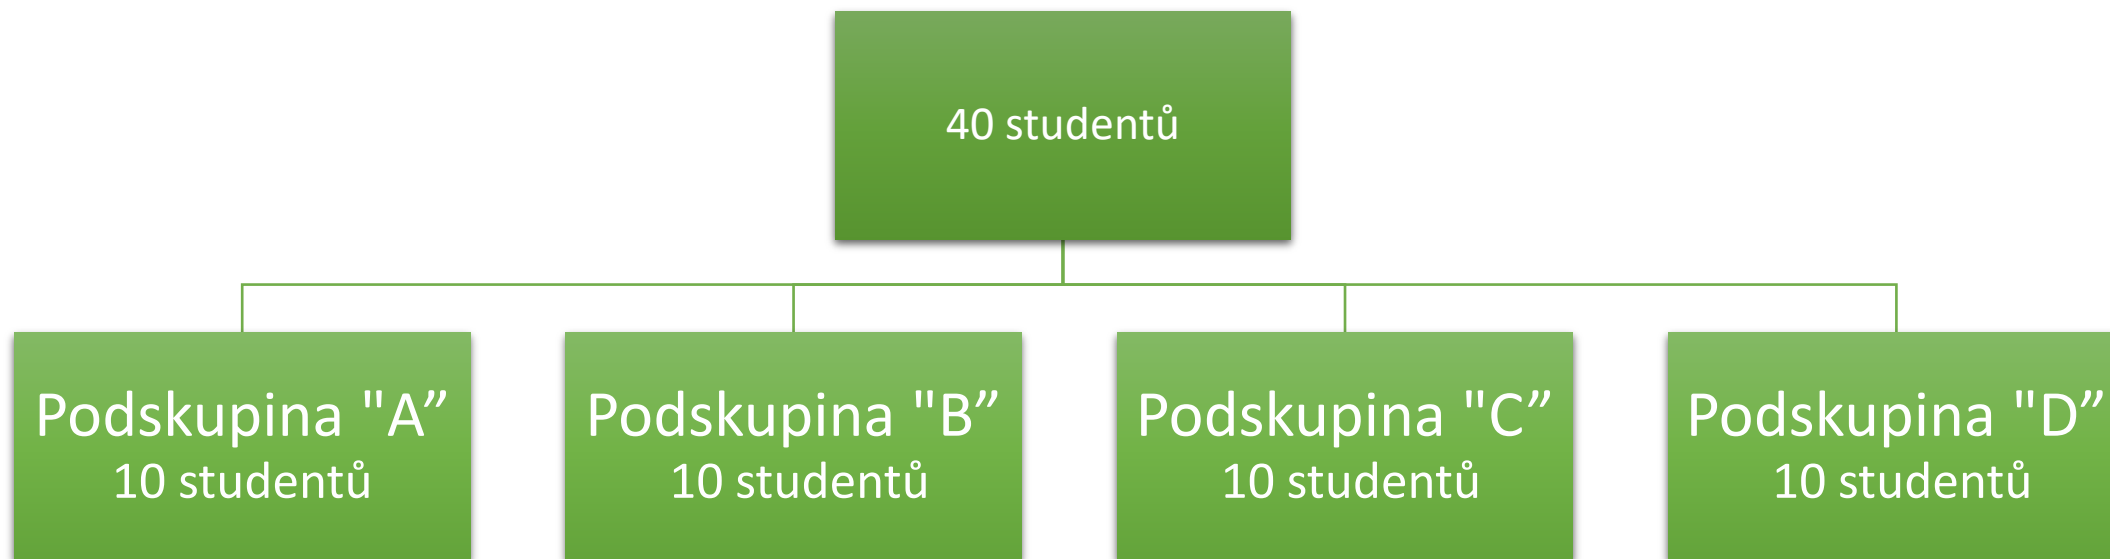 40 studentů
Podskupina "A”
10 studentů
Podskupina "B”
10 studentů
Podskupina "C”
10 studentů
Podskupina "D”
10 studentů